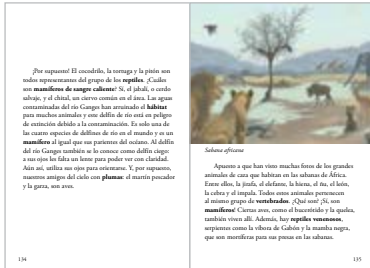 ¡Por supuesto! El cocodrilo, la tortuga y la pitón son
todos representantes del grupo de los reptiles. ¿Cuáles
son mamíferos de sangre caliente? Sí, el jabalí, o cerdo
salvaje, y el chital, un ciervo común en el área. Las aguas
contaminadas del río Ganges han arruinado el hábitat
para muchos animales y este delfín de río está en peligro
de extinción debido a la contaminación. Es solo una de
las cuatro especies de delfines de río en el mundo y es un
mamífero al igual que sus parientes del océano. Al delfín
del río Ganges también se lo conoce como delfín ciego:
a sus ojos les falta un lente para poder ver con claridad.
Aún así, utiliza sus ojos para orientarse. Y, por supuesto,
nuestros amigos del cielo con plumas: el martín pescador
y la garza, son aves.
134
Sabana africana
Apuesto a que han visto muchas fotos de los grandes
animales de caza que habitan en las sabanas de África.
Entre ellos, la jirafa, el elefante, la hiena, el ñu, el león,
la cebra y el impala. Todos estos animales pertenecen
al mismo grupo de vertebrados. ¿Qué son? ¡Sí, son
mamíferos! Ciertas aves, como el bucerótido y la quelea,
también viven allí. Además, hay reptiles venenosos,
serpientes como la víbora de Gabón y la mamba negra,
que son mortíferas para sus presas en las sabanas.
135